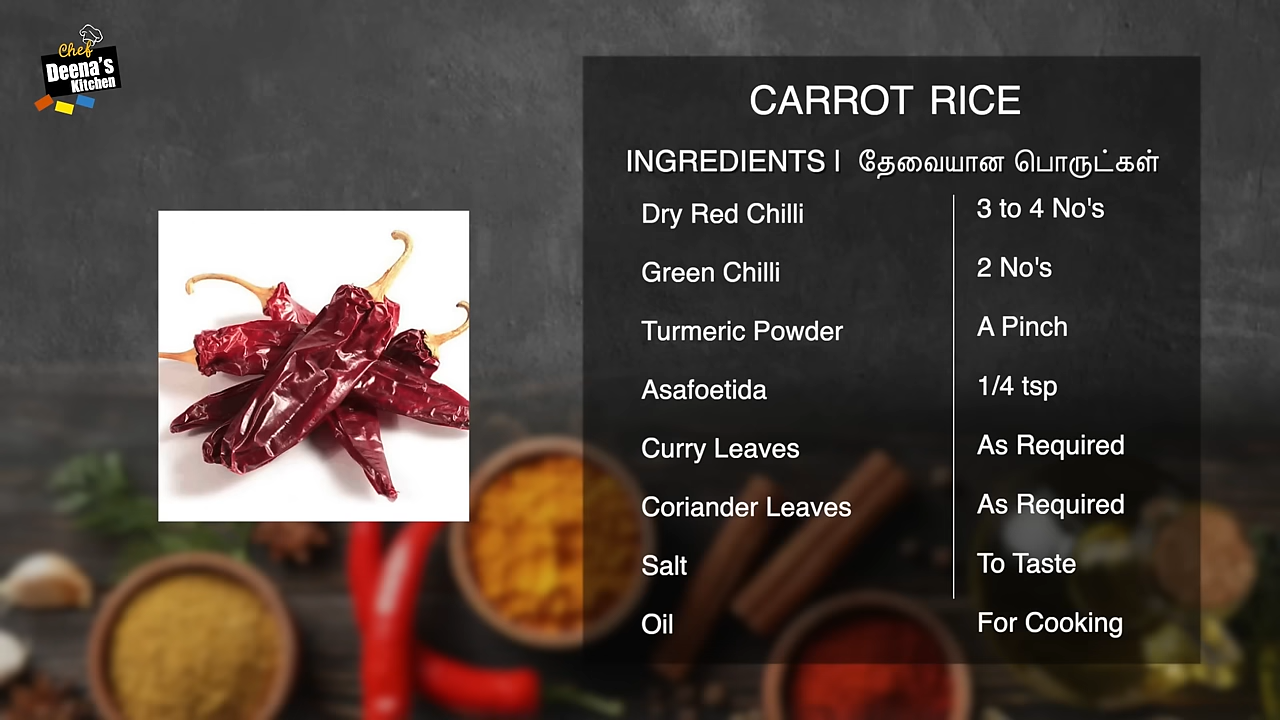 Chef
Deena's
Kitchen
CARROT RICE
INGREDIENTS | தேவையான பொருட்கள்
Dry Red Chilli 3 to 4 No's
Green Chilli 2 No's
Turmeric Powder A Pinch
Asafoetida 1/4 tsp
Curry Leaves As Required
Coriander Leaves As Required
Salt To Taste
Oil For Cooking